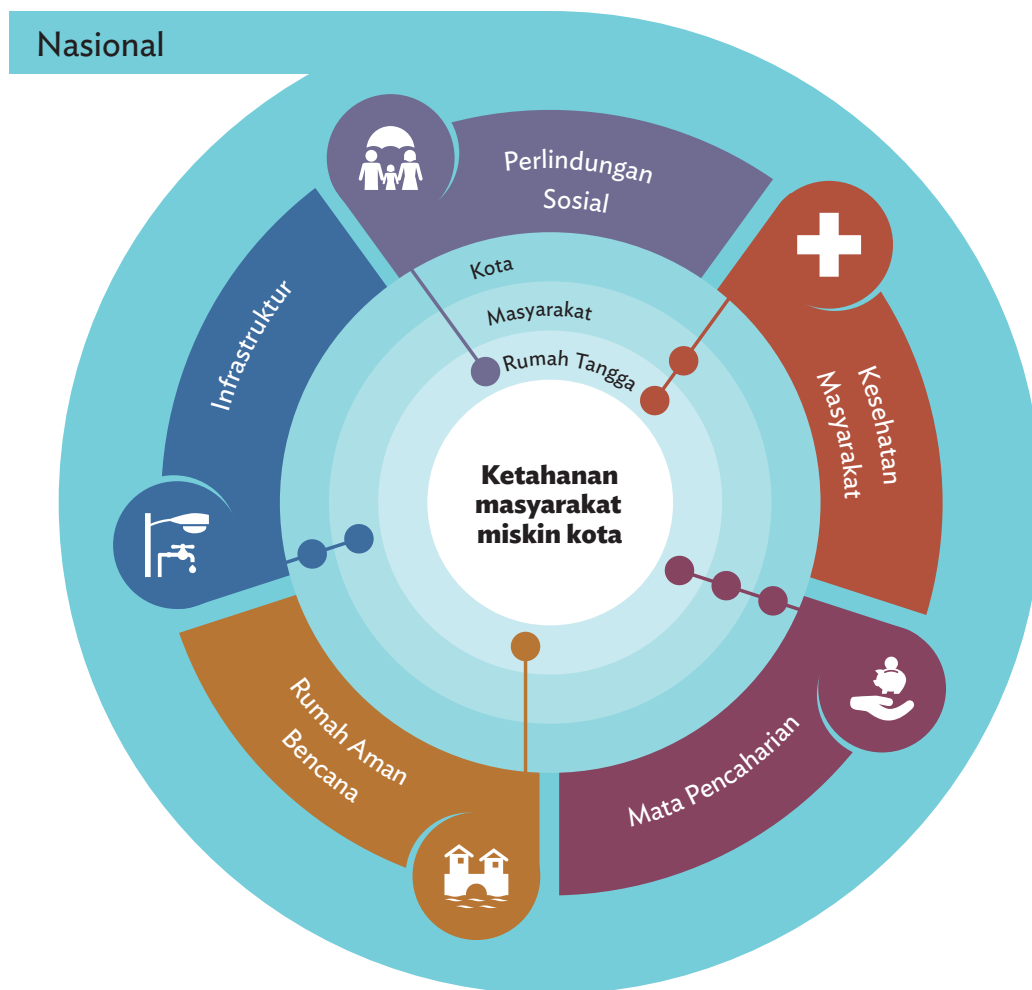 Nasional
Perlindungan
Sosial
Kota
Masyarakat
Rumah Tangga
Infrastruktur
Kesehatan
Masyarakat
Ketahanan
masyarakat
miskin kota
Rumah Aman
Bencana
Mata Pencaharian